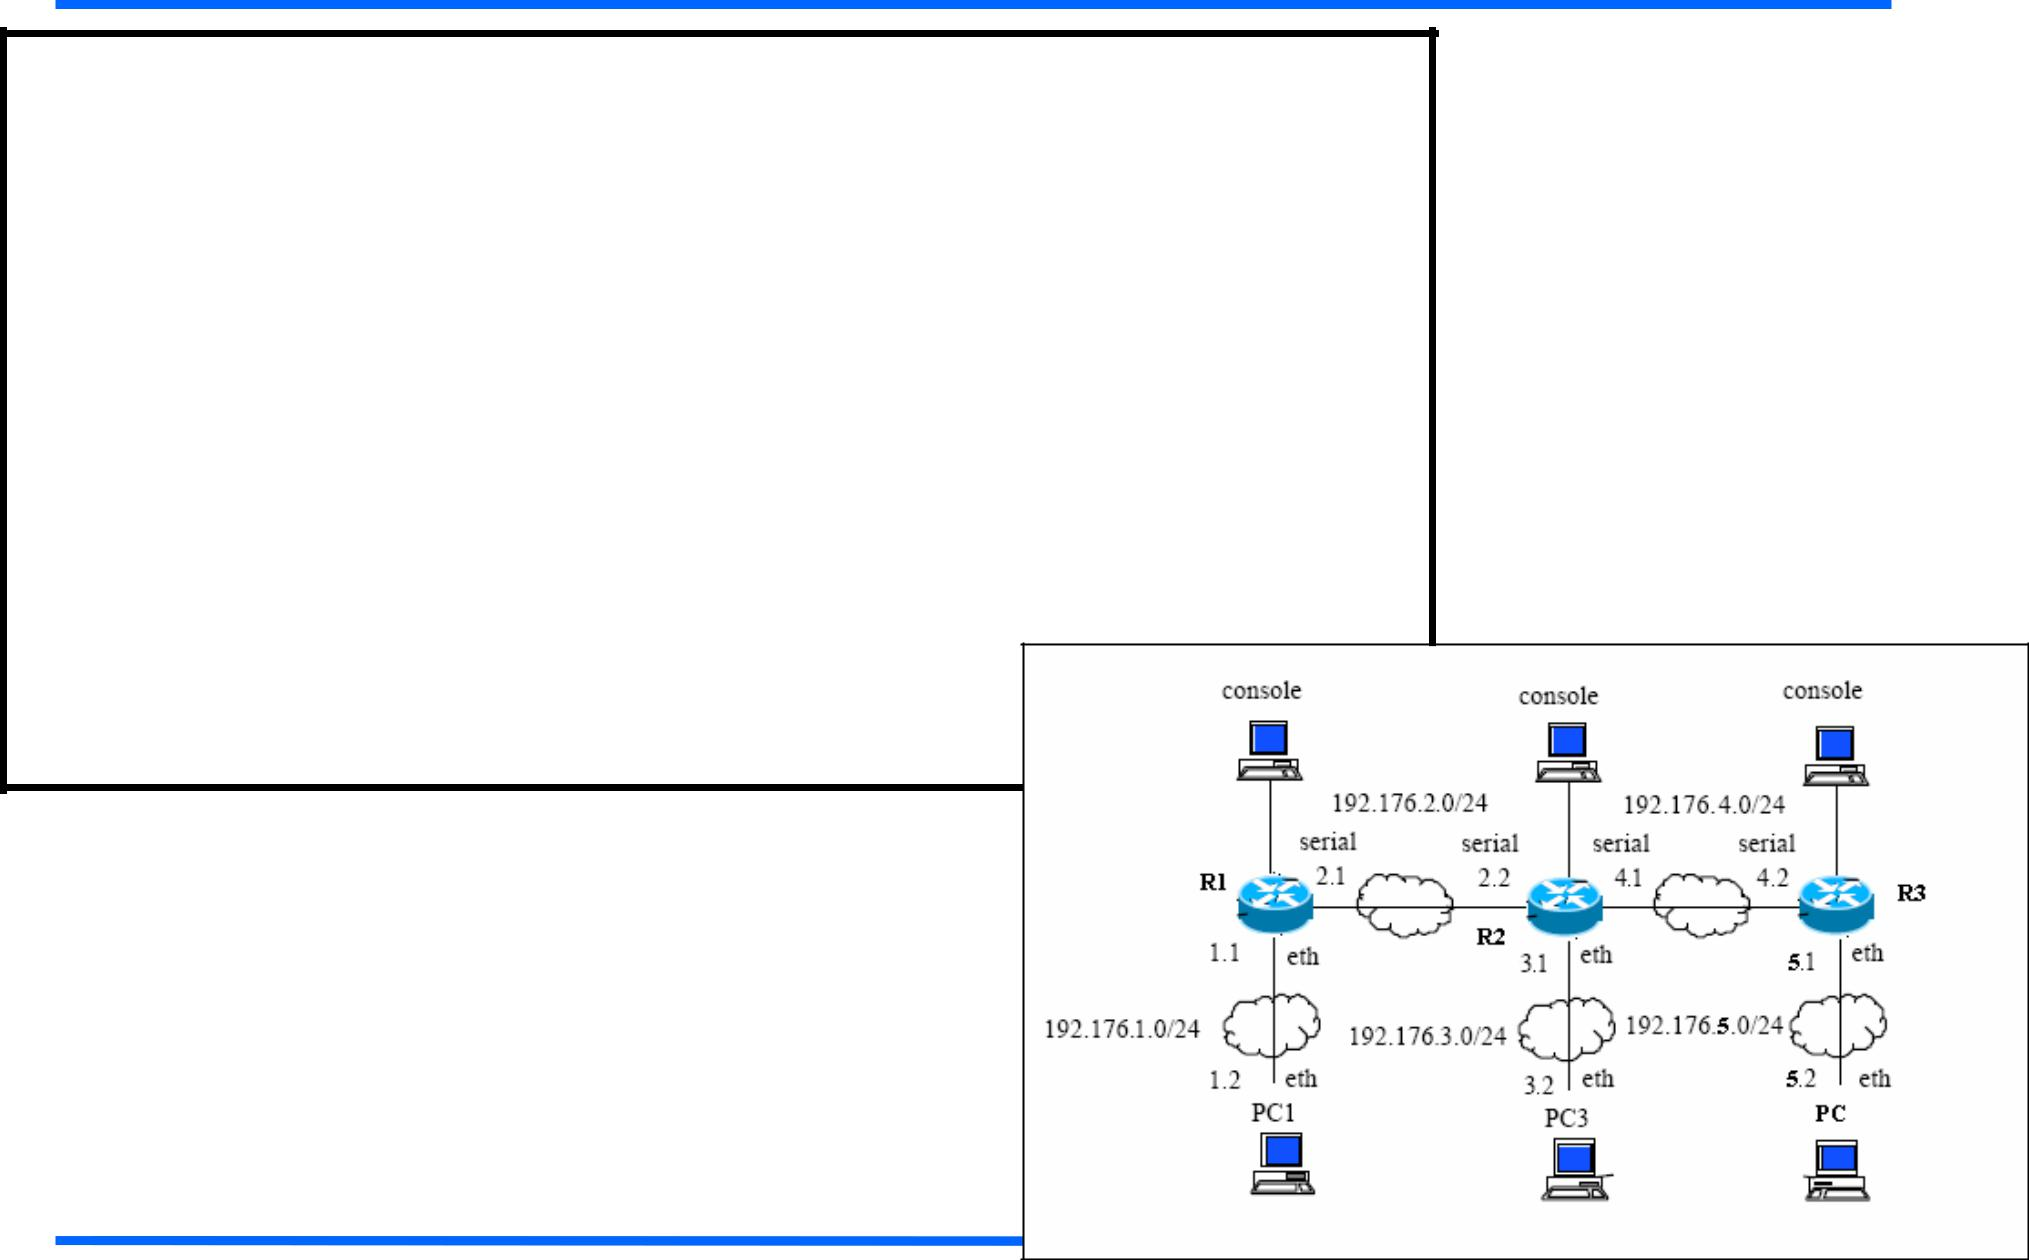 console console console
192.176.2.0/24 192.176.4.0/24
serial serial serial serial
R1 2.1 2.2 4.1 4.2 R3
R2
1.1 eth 3.1 eth 5.1 eth
192.176.1.0/24 192.176.3.0/24 192.176.5.0/24
1.2 eth 3.2 eth 5.2 eth
PC1 PC3 PC